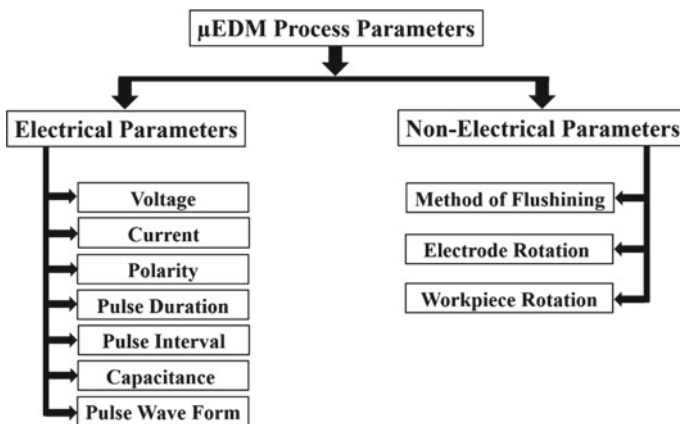 µEDM Process Parameters
Electrical Parameters
Voltage
Current
Polarity
Pulse Duration
Pulse Interval
Capacitance
Pulse Wave Form
Non-Electrical Parameters
Method of Flushining
Electrode Rotation
Workpiece Rotation